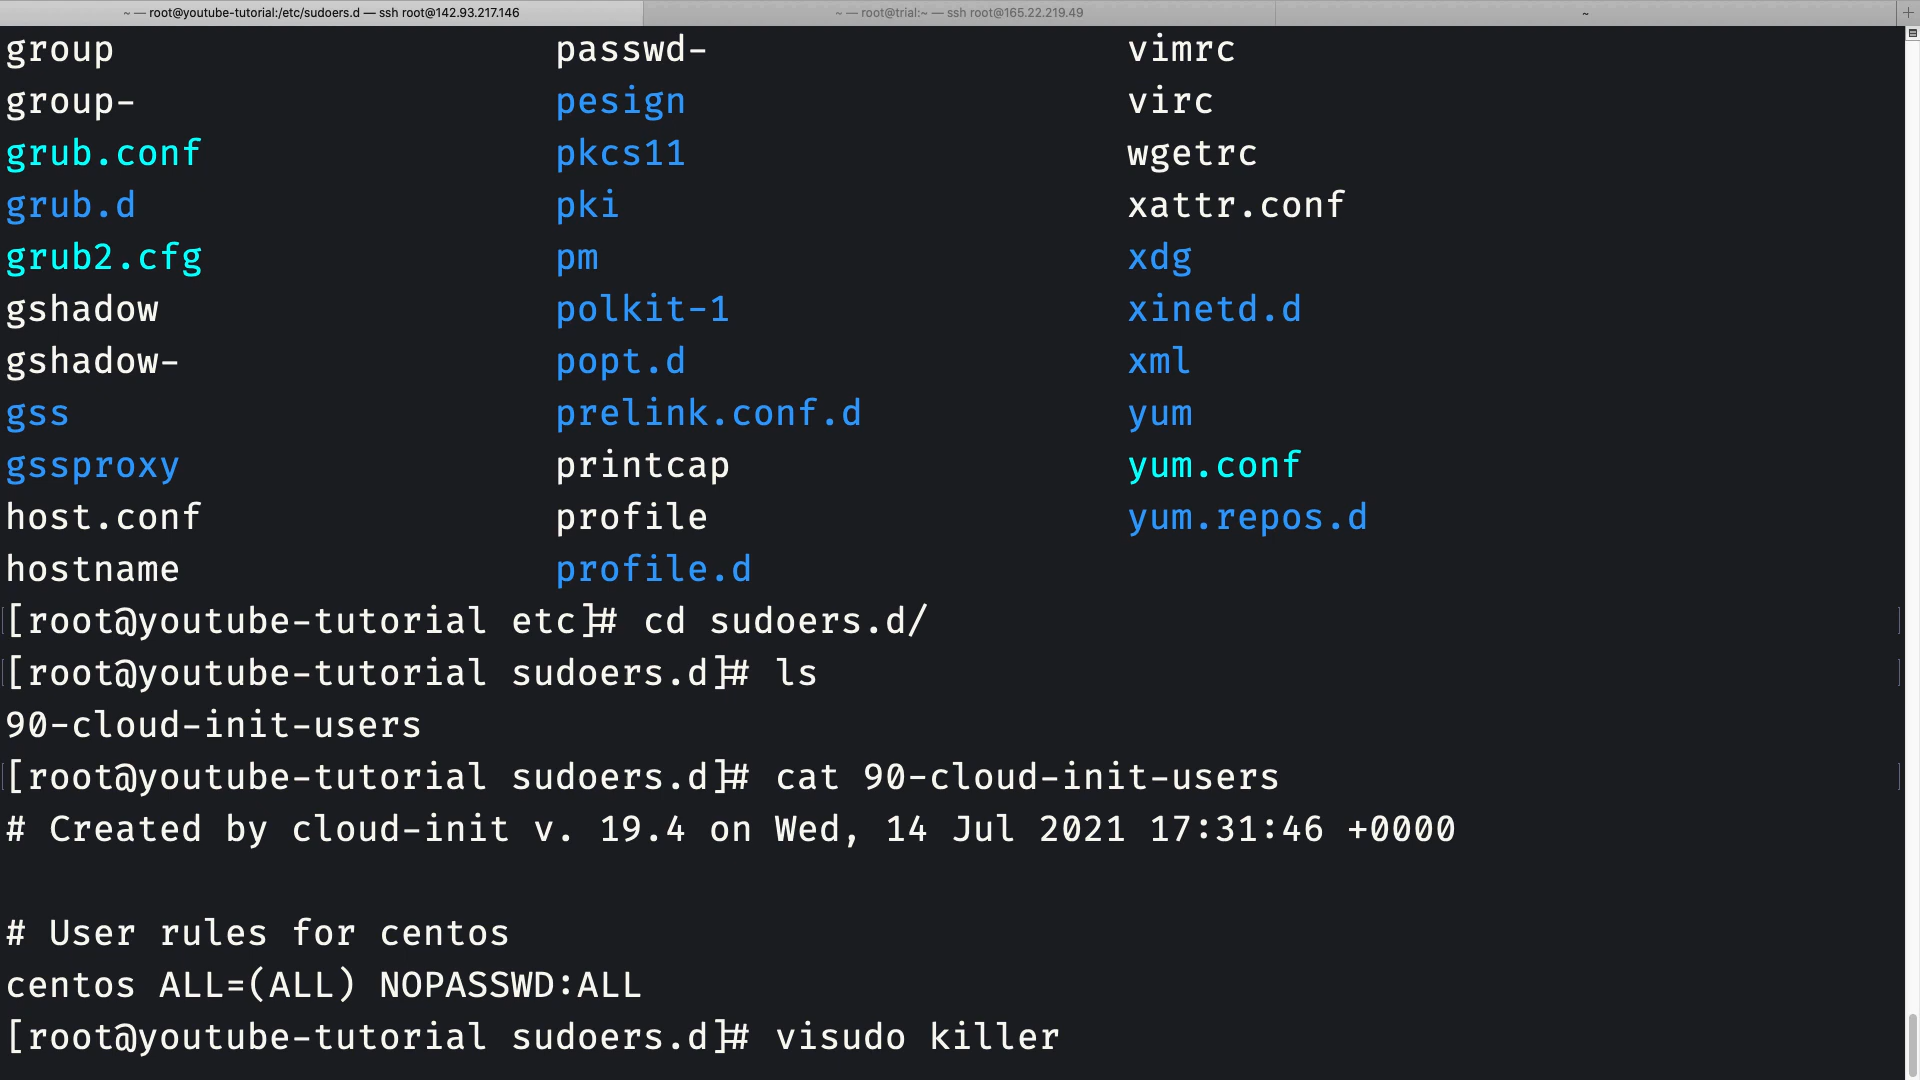 ~ — root@youtube-tutorial:/etc/sudoers.d — ssh root@142.93.217.146 ~ — root@trial:~ — ssh root@165.22.219.49 ~
group passwd- vimrc
group- pesign virc
grub.conf pkcs11 wgetrc
grub.d pki xattr.conf
grub2.cfg pm xdg
gshadow polkit-1 xinetd.d
gshadow- popt.d xml
gss prelink.conf.d yum
gssproxy printcap yum.conf
host.conf profile yum.repos.d
hostname profile.d
[root@youtube-tutorial etc]# cd sudoers.d/
[root@youtube-tutorial sudoers.d]# ls
90-cloud-init-users
[root@youtube-tutorial sudoers.d]# cat 90-cloud-init-users
# Created by cloud-init v. 19.4 on Wed, 14 Jul 2021 17:31:46 +0000
# User rules for centos
centos ALL=(ALL) NOPASSWD:ALL
[root@youtube-tutorial sudoers.d]# visudo killer